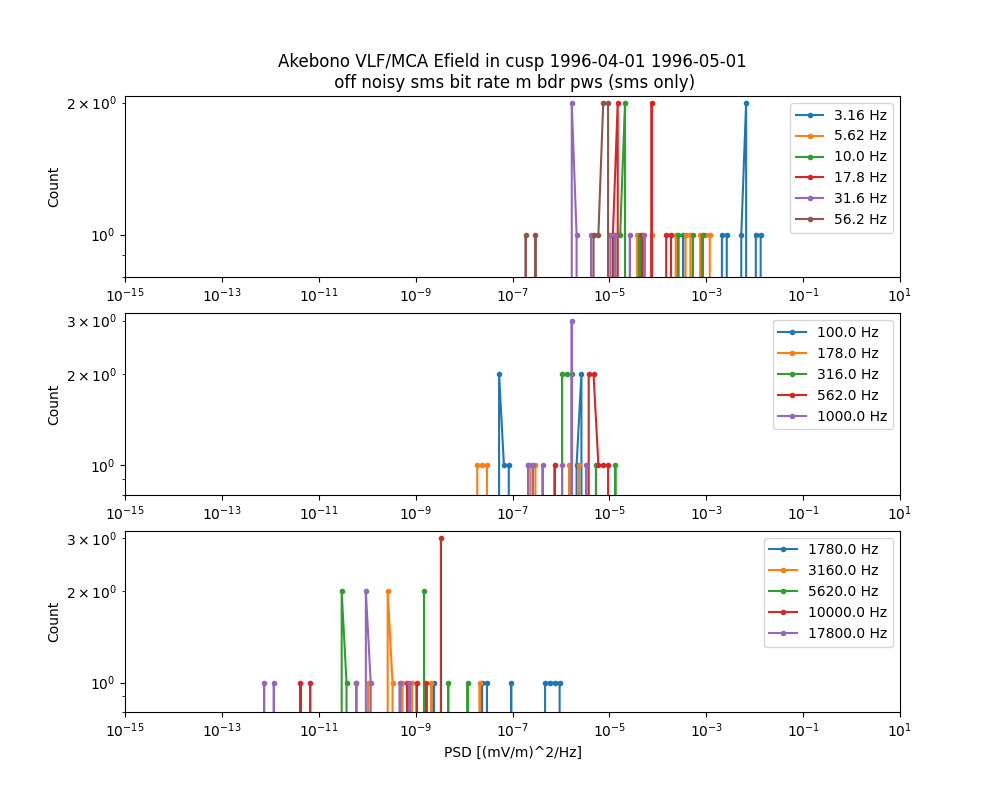 Akebono VLF/MCA Efield in cusp 1996-04-01 1996-05-01
off noisy sms bit rate m bdr pws (sms only)
2 × 10⁰
10⁰
Count
3.16 Hz
5.62 Hz
10.0 Hz
17.8 Hz
31.6 Hz
56.2 Hz
10⁻¹⁵ 10⁻¹³ 10⁻¹¹ 10⁻⁹ 10⁻⁷ 10⁻⁵ 10⁻³ 10⁻¹ 10¹
3 × 10⁰
2 × 10⁰
10⁰
Count
100.0 Hz
178.0 Hz
316.0 Hz
562.0 Hz
1000.0 Hz
10⁻¹⁵ 10⁻¹³ 10⁻¹¹ 10⁻⁹ 10⁻⁷ 10⁻⁵ 10⁻³ 10⁻¹ 10¹
3 × 10⁰
2 × 10⁰
10⁰
Count
1780.0 Hz
3160.0 Hz
5620.0 Hz
10000.0 Hz
17800.0 Hz
10⁻¹⁵ 10⁻¹³ 10⁻¹¹ 10⁻⁹ 10⁻⁷ 10⁻⁵ 10⁻³ 10⁻¹ 10¹
PSD [(mV/m)^2/Hz]